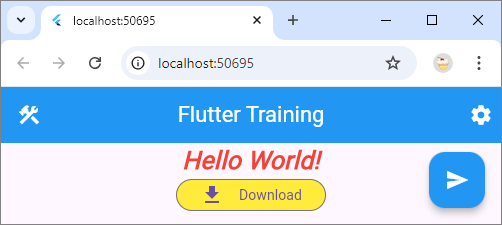 localhost:50695
localhost:50695
Flutter Training
Hello World!
Download